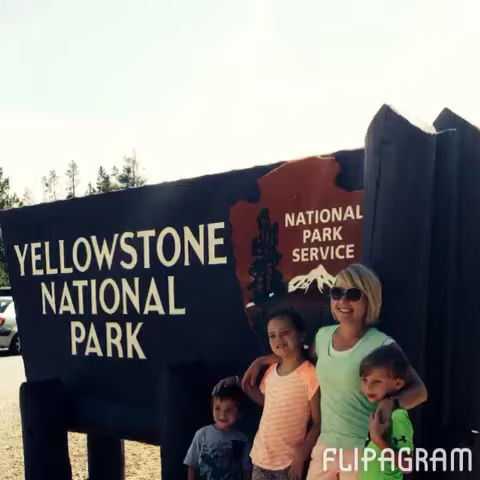 YELLOWSTONE
NATIONAL
PARK
NATIONAL
PARK
SERVICE
FLIPAGRAM